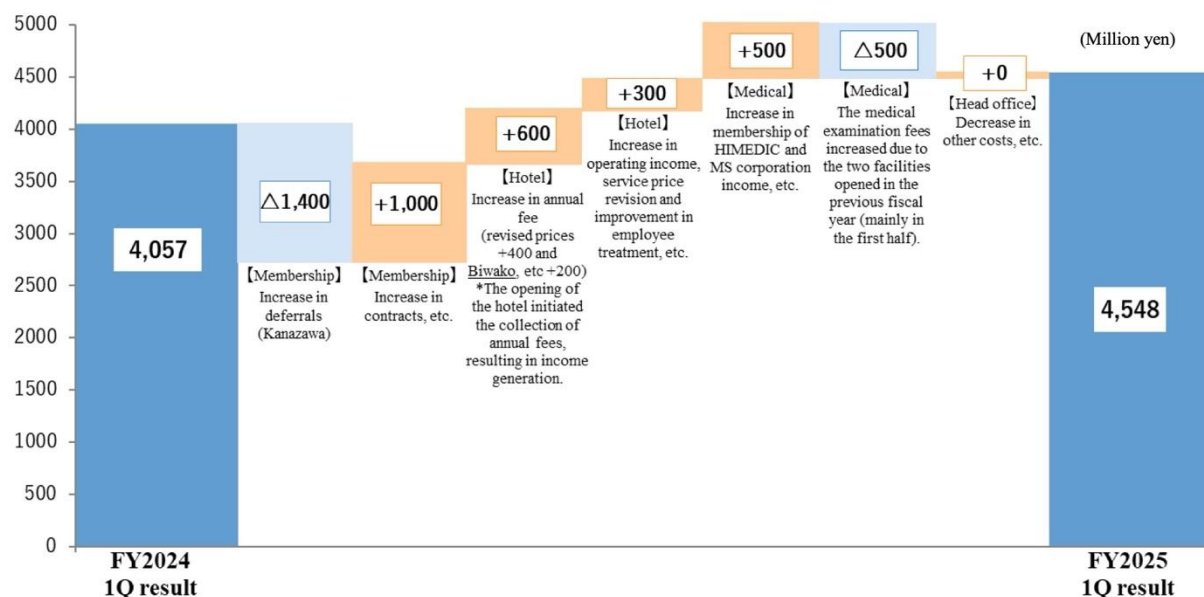 5000
4500
4000
3500
3000
2500
2000
1500
1000
500
0
(Million yen)
4,057
FY2024
1Q result
△1,400
【Membership】
Increase in
deferrals
(Kanazawa)
+1,000
【Membership】
Increase in
contracts, etc.
+600
【Hotel】
Increase in annual
fee
(revised prices
+400 and
Biwako, etc +200)
*The opening of
the hotel initiated
the collection of
annual fees,
resulting in income
generation.
+300
【Hotel】
Increase in
operating income,
service price
revision and
improvement in
employee
treatment, etc.
+500
【Medical】
Increase in
membership of
HIMEDIC and
MS corporation
income, etc.
△500
【Medical】
The medical
examination fees
increased due to
the two facilities
opened in the
previous fiscal
year (mainly in
the first half).
+0
【Head office】
Decrease in
other costs, etc.
4,548
FY2025
1Q result